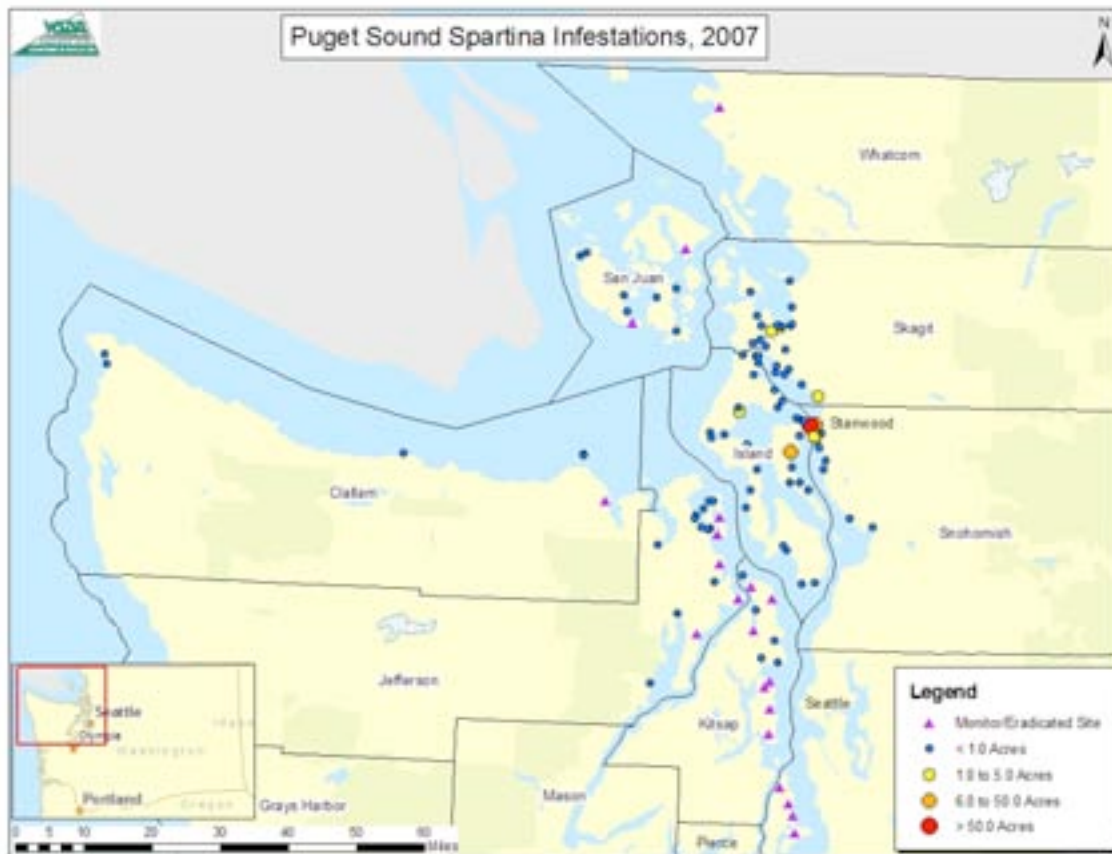 WSDA
Puget Sound Spartina Infestations, 2007
N
Whatcom
San Juan
Skagit
Stanwood
Island
Clallam
Snohomish
Jefferson
Kitsap
Seattle
Mason
Grays Harbor
Pierce
Seattle
Olympia
Washington
Portland
Oregon
0 5 10 20 30 40 50 60
Miles
Legend
Monitor/Eradicated Site
< 1.0 Acres
1.0 to 5.0 Acres
6.0 to 50.0 Acres
> 50.0 Acres